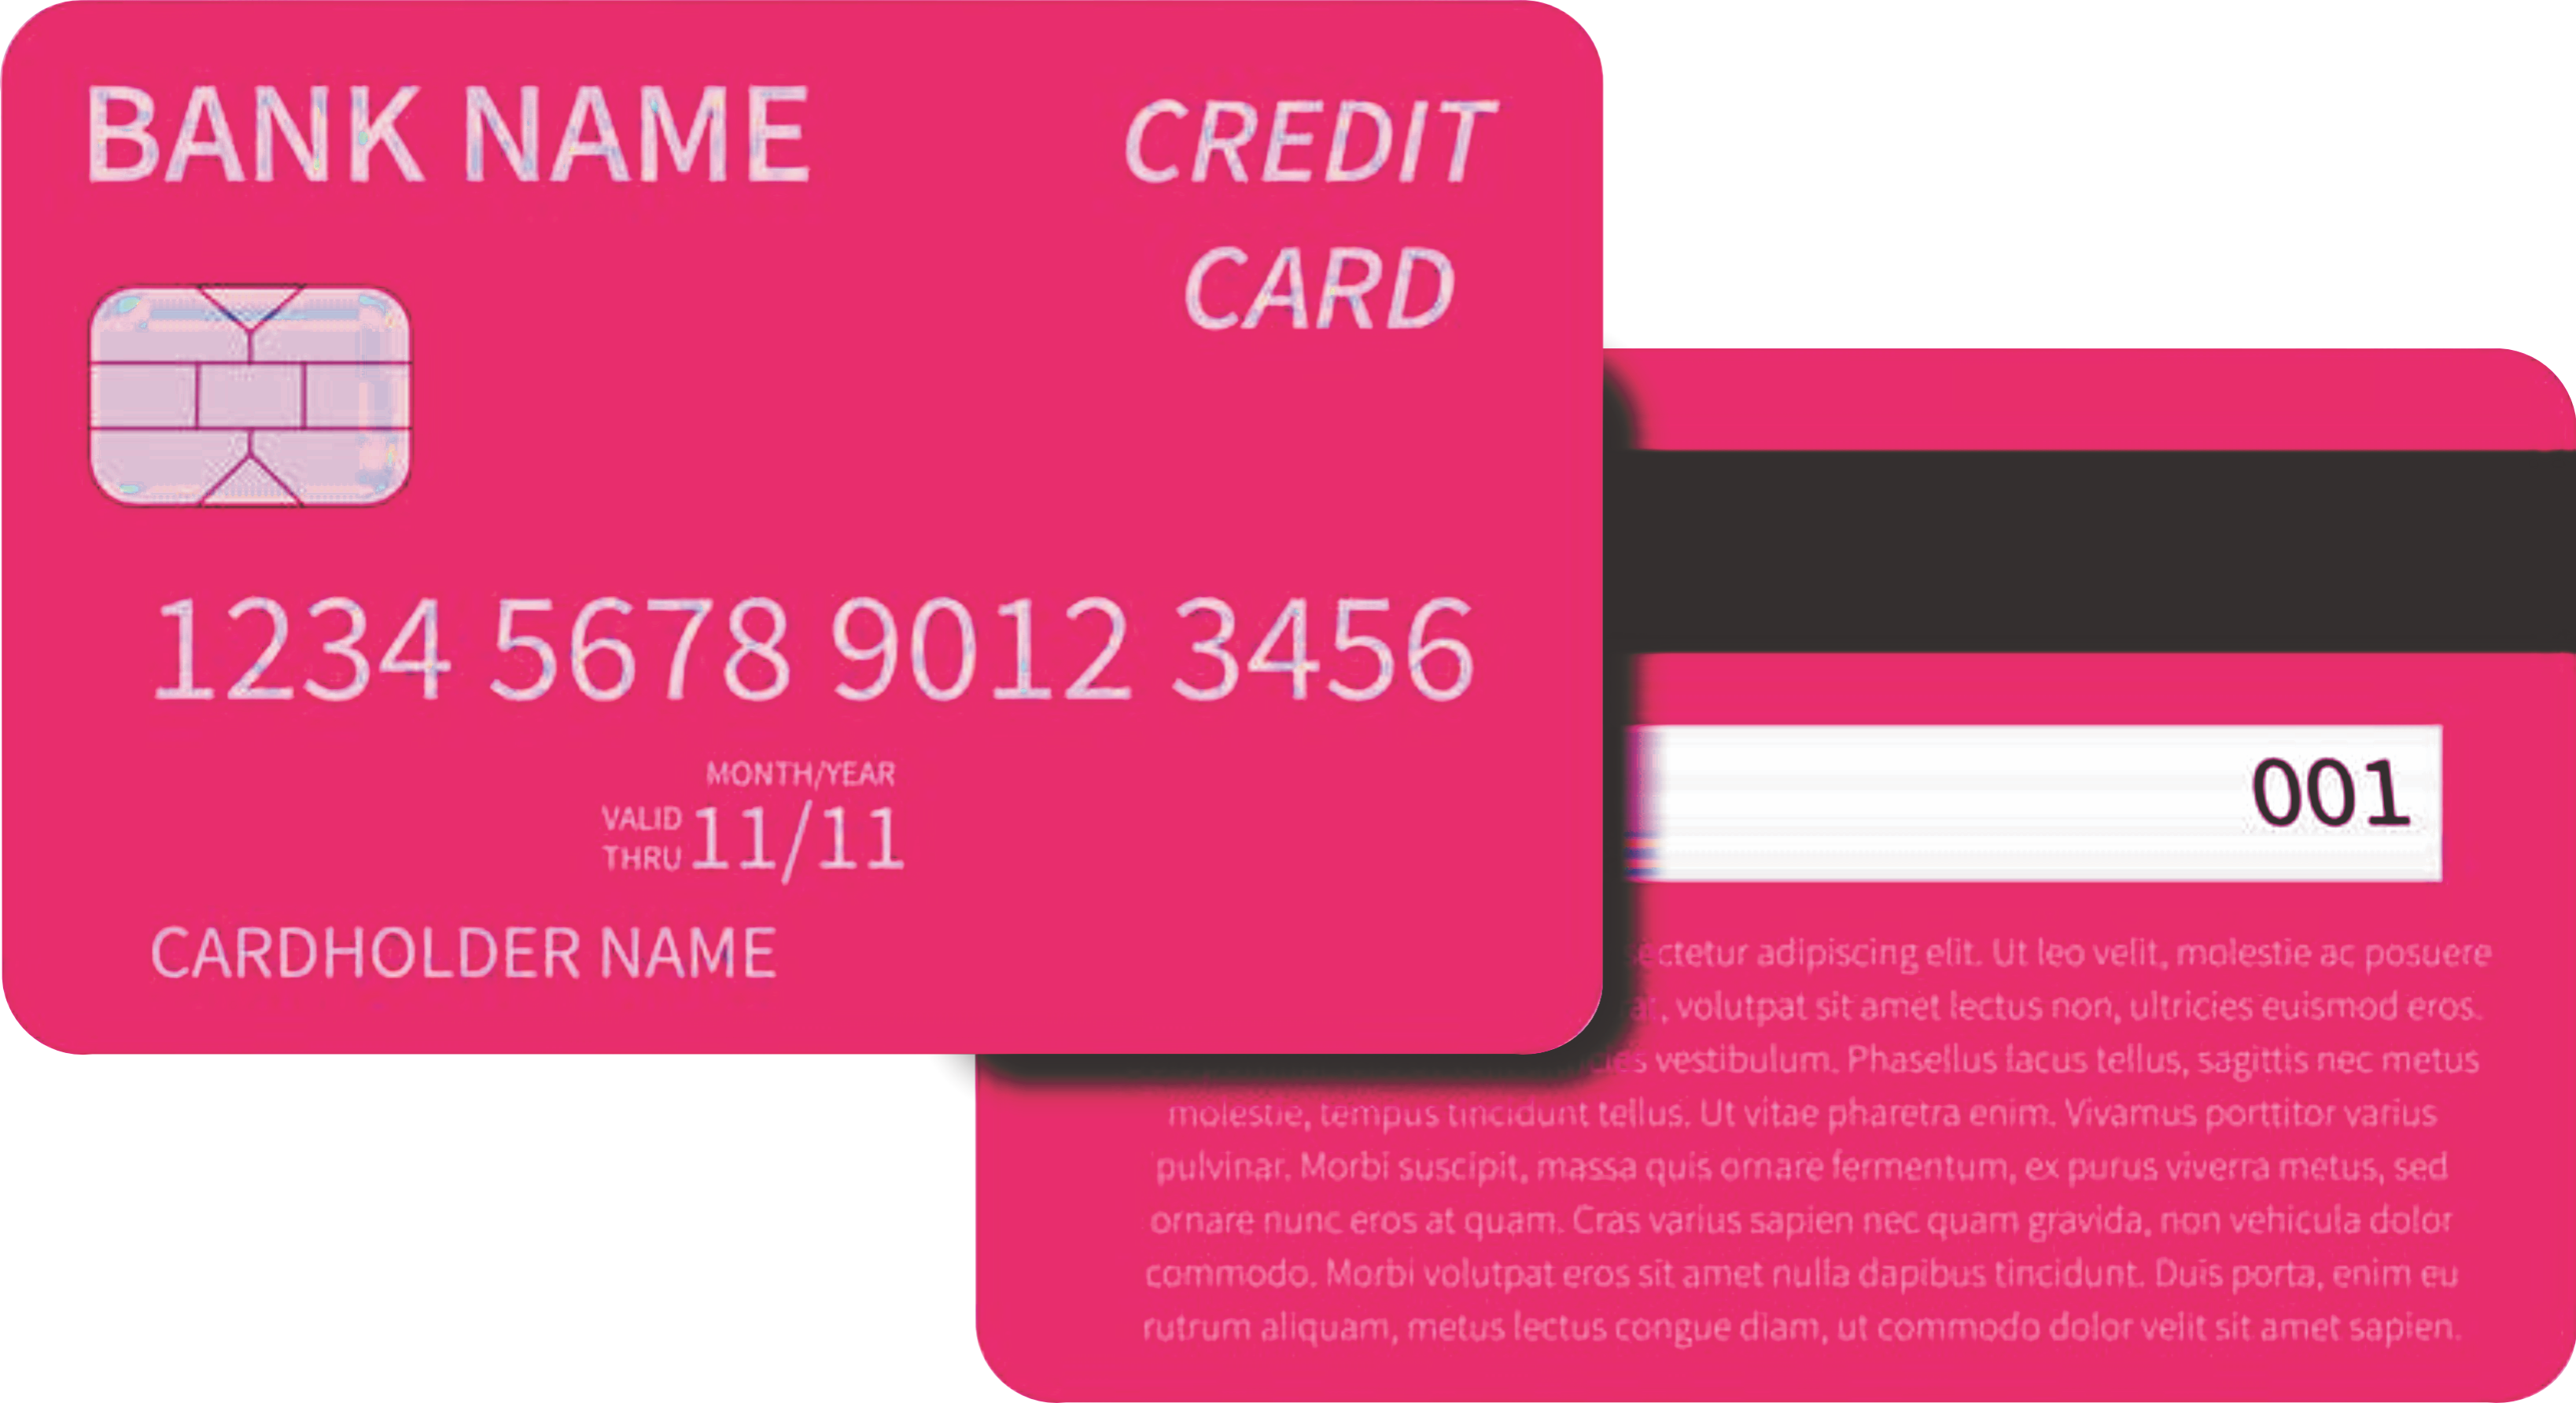 BANK NAME
CREDIT
CARD
1234 5678 9012 3456
MONTH/YEAR
VALID
THRU
11/11
CARDHOLDER NAME
001
adipiscing elit. Ut leo velit, molestie ac posuere
, volutpat sit amet lectus non, ultricies euismod eros.
vestibulum. Phasellus lacus tellus, sagittis nec metus
molestie, tempus tincidunt tellus. Ut vitae pharetra enim. Vivamus porttitor varius
pulvinar. Morbi suscipit, massa quis ornare fermentum, ex purus viverra metus, sed
ornare nunc eros at quam. Cras varius sapien nec quam gravida, non vehicula dolor
commodo. Morbi volutpat eros sit amet nulla dapibus tincidunt. Duis porta, enim eu
rutrum aliquam, metus lectus congue diam, ut commodo dolor velit sit amet sapien.